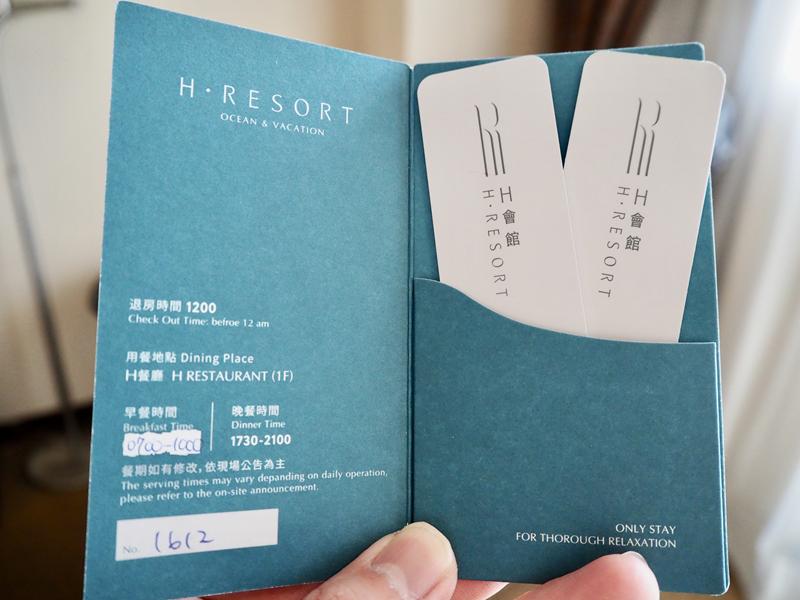 H·RESORT
OCEAN & VACATION
退房時間 1200
Check Out Time: befroe 12 am
用餐地點 Dining Place
H餐廳 H RESTAURANT (1F)
早餐時間
Breakfast Time
0700-1000
晚餐時間
Dinner Time
1730-2100
餐期如有修改,依現場公告為主
The serving times may vary depanding on daily operation,
please refer to the on-site announcement.
No. 1612
H會館
H·RESORT
H會館
H·RESORT
ONLY STAY
FOR THOROUGH RELAXATION